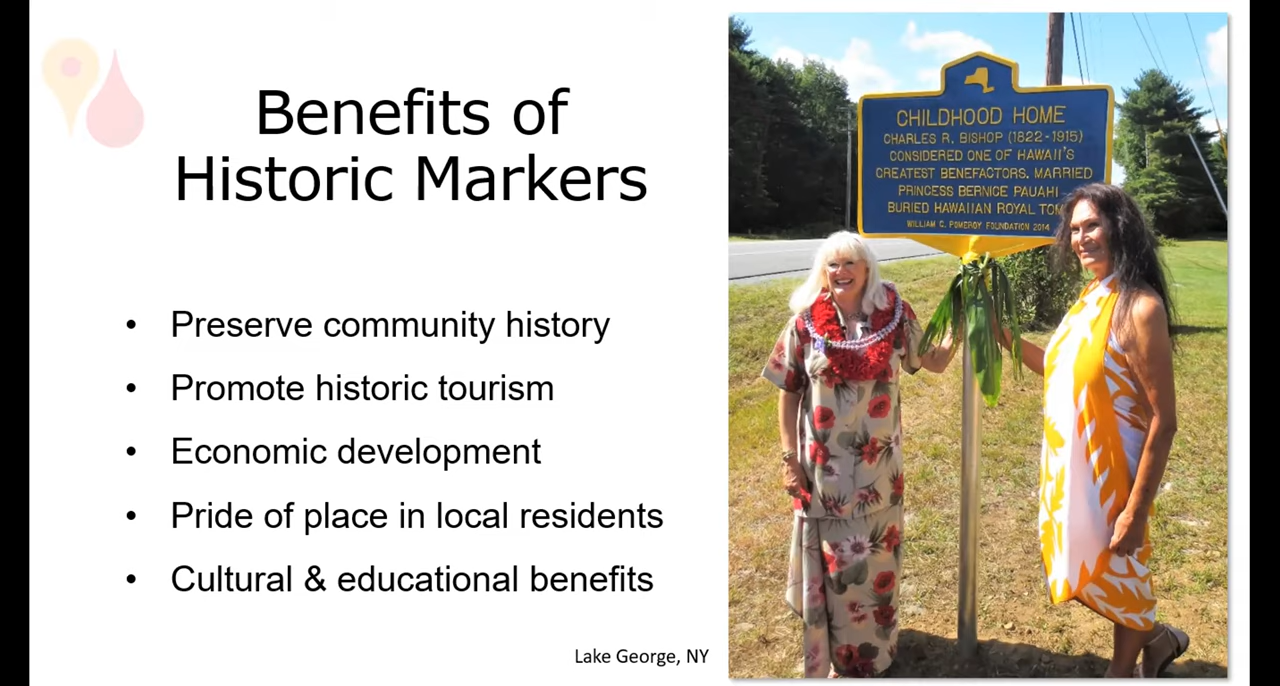 Benefits of
Historic Markers
• Preserve community history
• Promote historic tourism
• Economic development
• Pride of place in local residents
• Cultural & educational benefits
Lake George, NY
CHILDHOOD HOME
CHARLES R. BISHOP (1822-1915)
CONSIDERED ONE OF HAWAII'S
GREATEST BENEFACTORS. MARRIED
PRINCESS BERNICE PAUAHI
BURIED HAWAIIAN ROYAL
WILLIAM C. POMEROY FOUNDATION 2014